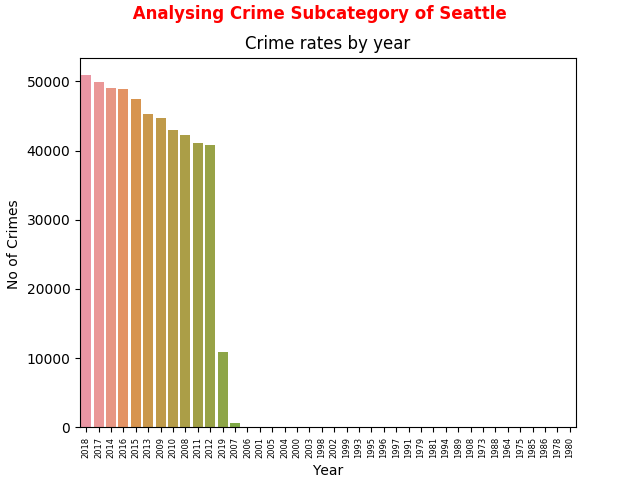 Analysing Crime Subcategory of Seattle
Crime rates by year
50000
40000
30000
20000
10000
0
No of Crimes
2018 2017 2014 2016 2015 2013 2009 2010 2008 2011 2012 2019 2007 2006 2001 2005 2004 2000 2003 1998 2002 1999 1993 1995 1996 1997 1991 1979 1981 1994 1989 1908 1973 1988 1964 1975 1985 1986 1978 1980
Year